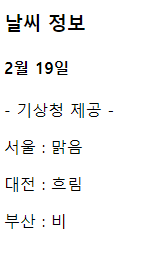 날씨 정보
2월 19일
- 기상청 제공 -
서울 : 맑음
대전 : 흐림
부산 : 비